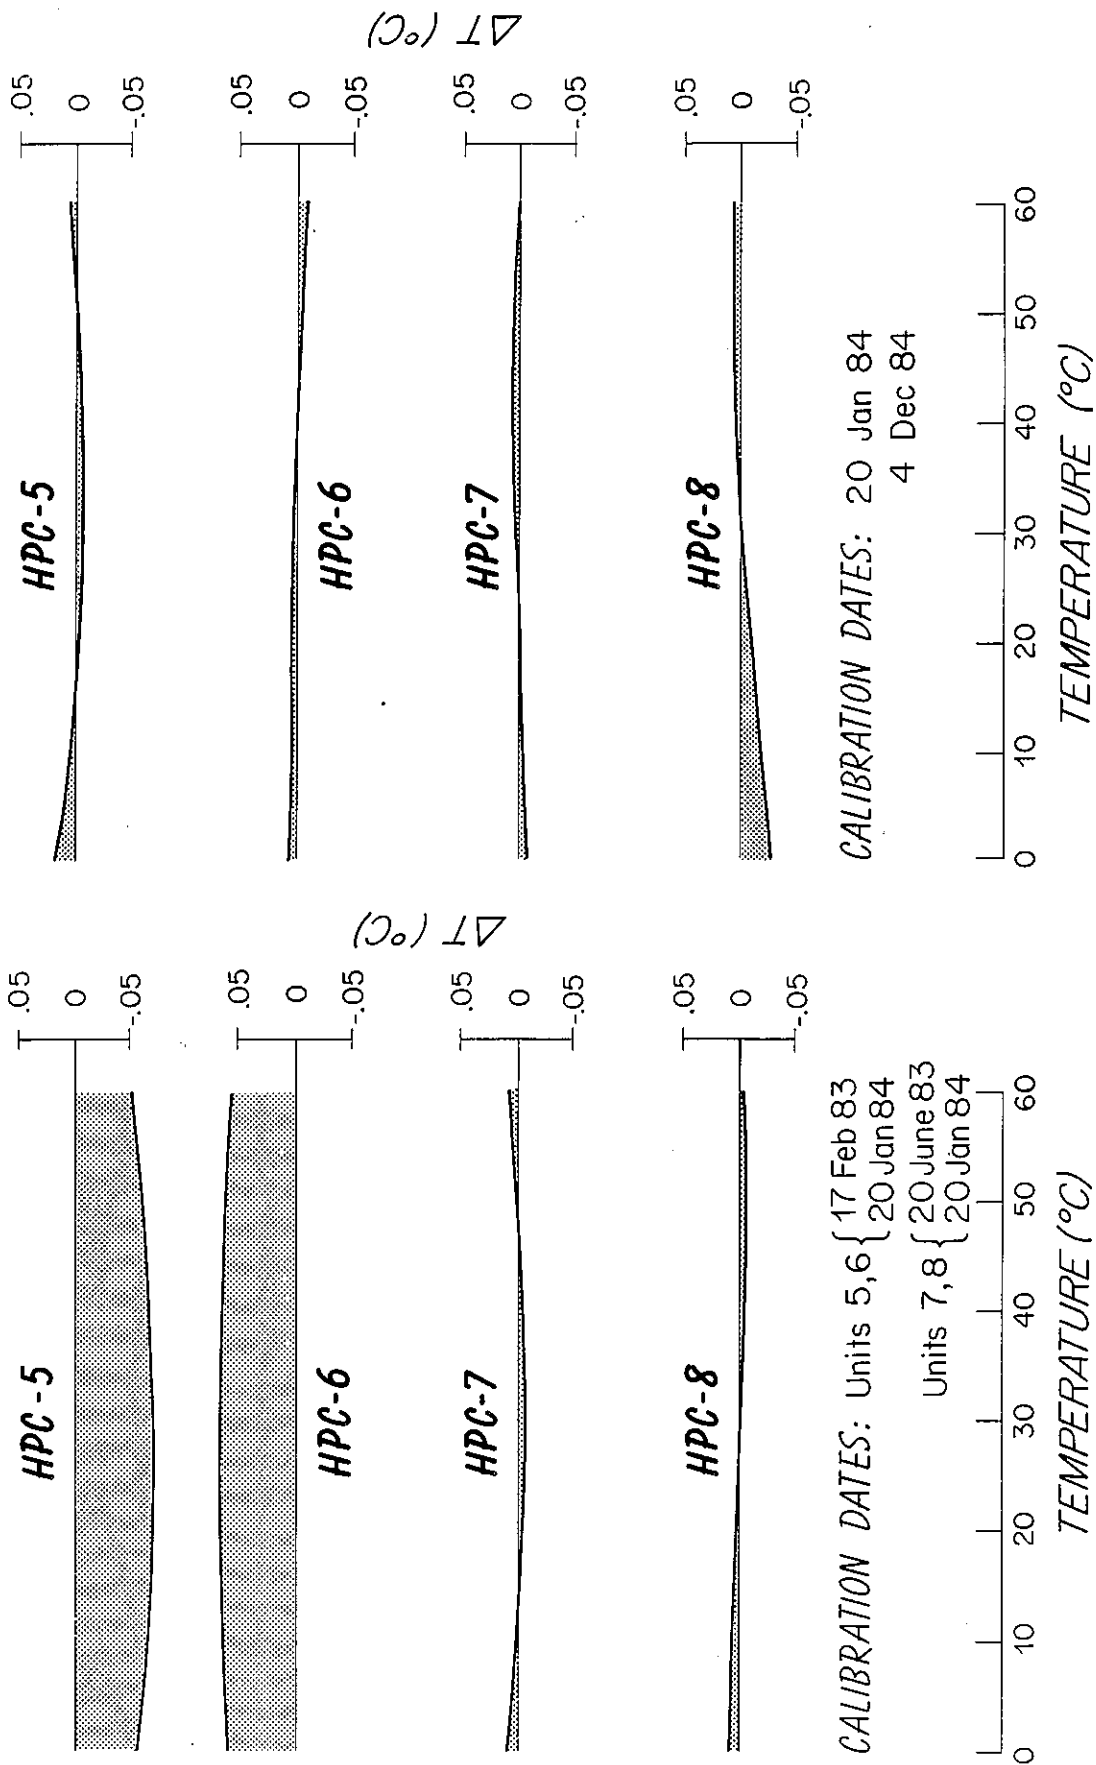 HPC-5
.05
0
-.05
HPC-6
.05
0
-.05
ΔT (°C)
HPC-7
.05
0
-.05
HPC-8
.05
0
-.05
CALIBRATION DATES: 20 Jan 84
4 Dec 84
0 10 20 30 40 50 60
TEMPERATURE (°C)
HPC-5
.05
0
-.05
HPC-6
.05
0
-.05
ΔT (°C)
HPC-7
.05
0
-.05
HPC-8
.05
0
-.05
CALIBRATION DATES: Units 5,6 { 17 Feb 83
20 Jan 84
Units 7,8 { 20 June 83
20 Jan 84
0 10 20 30 40 50 60
TEMPERATURE (°C)